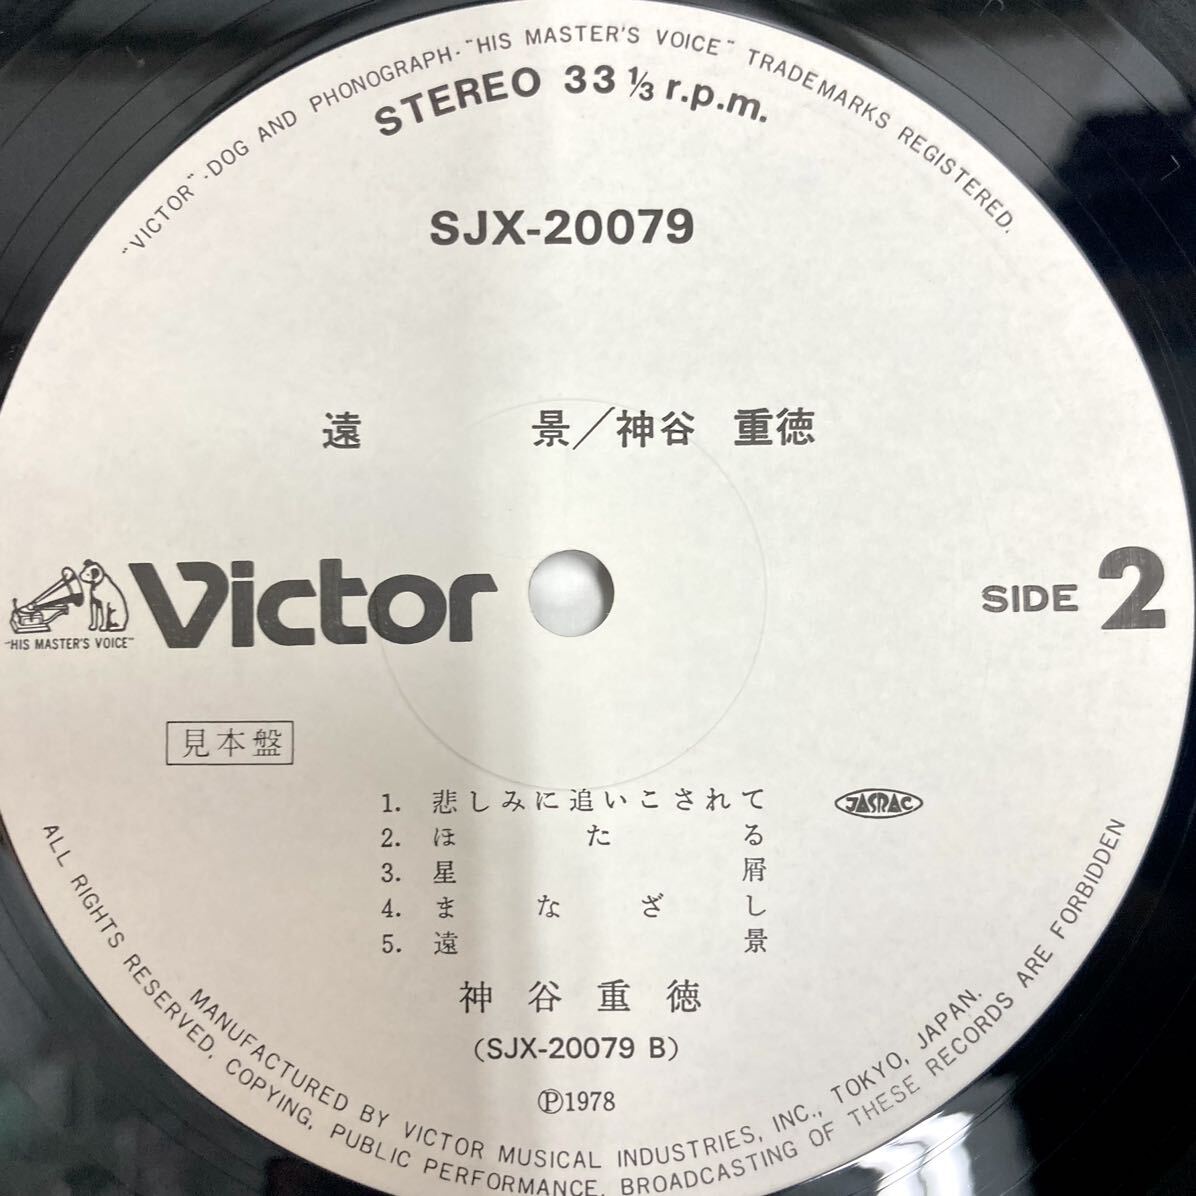 "VICTOR"-DOG AND PHONOGRAPH-"HIS MASTER'S VOICE" TRADEMARKS REGISTERED.
STEREO 33 ⅓ r.p.m.
SJX-20079
遠景／神谷 重徳
"HIS MASTER'S VOICE"
Victor
SIDE 2
見本盤
1. 悲しみに追いこされて
JASRAC
2. ほたる
3. 星屑
4. まなざし
5. 遠景
神谷重徳
(SJX-20079 B)
Ⓟ1978
MANUFACTURED BY VICTOR MUSICAL INDUSTRIES, INC., TOKYO, JAPAN.
ALL RIGHTS RESERVED, COPYING, PUBLIC PERFORMANCE, BROADCASTING OF THESE RECORDS ARE FORBIDDEN